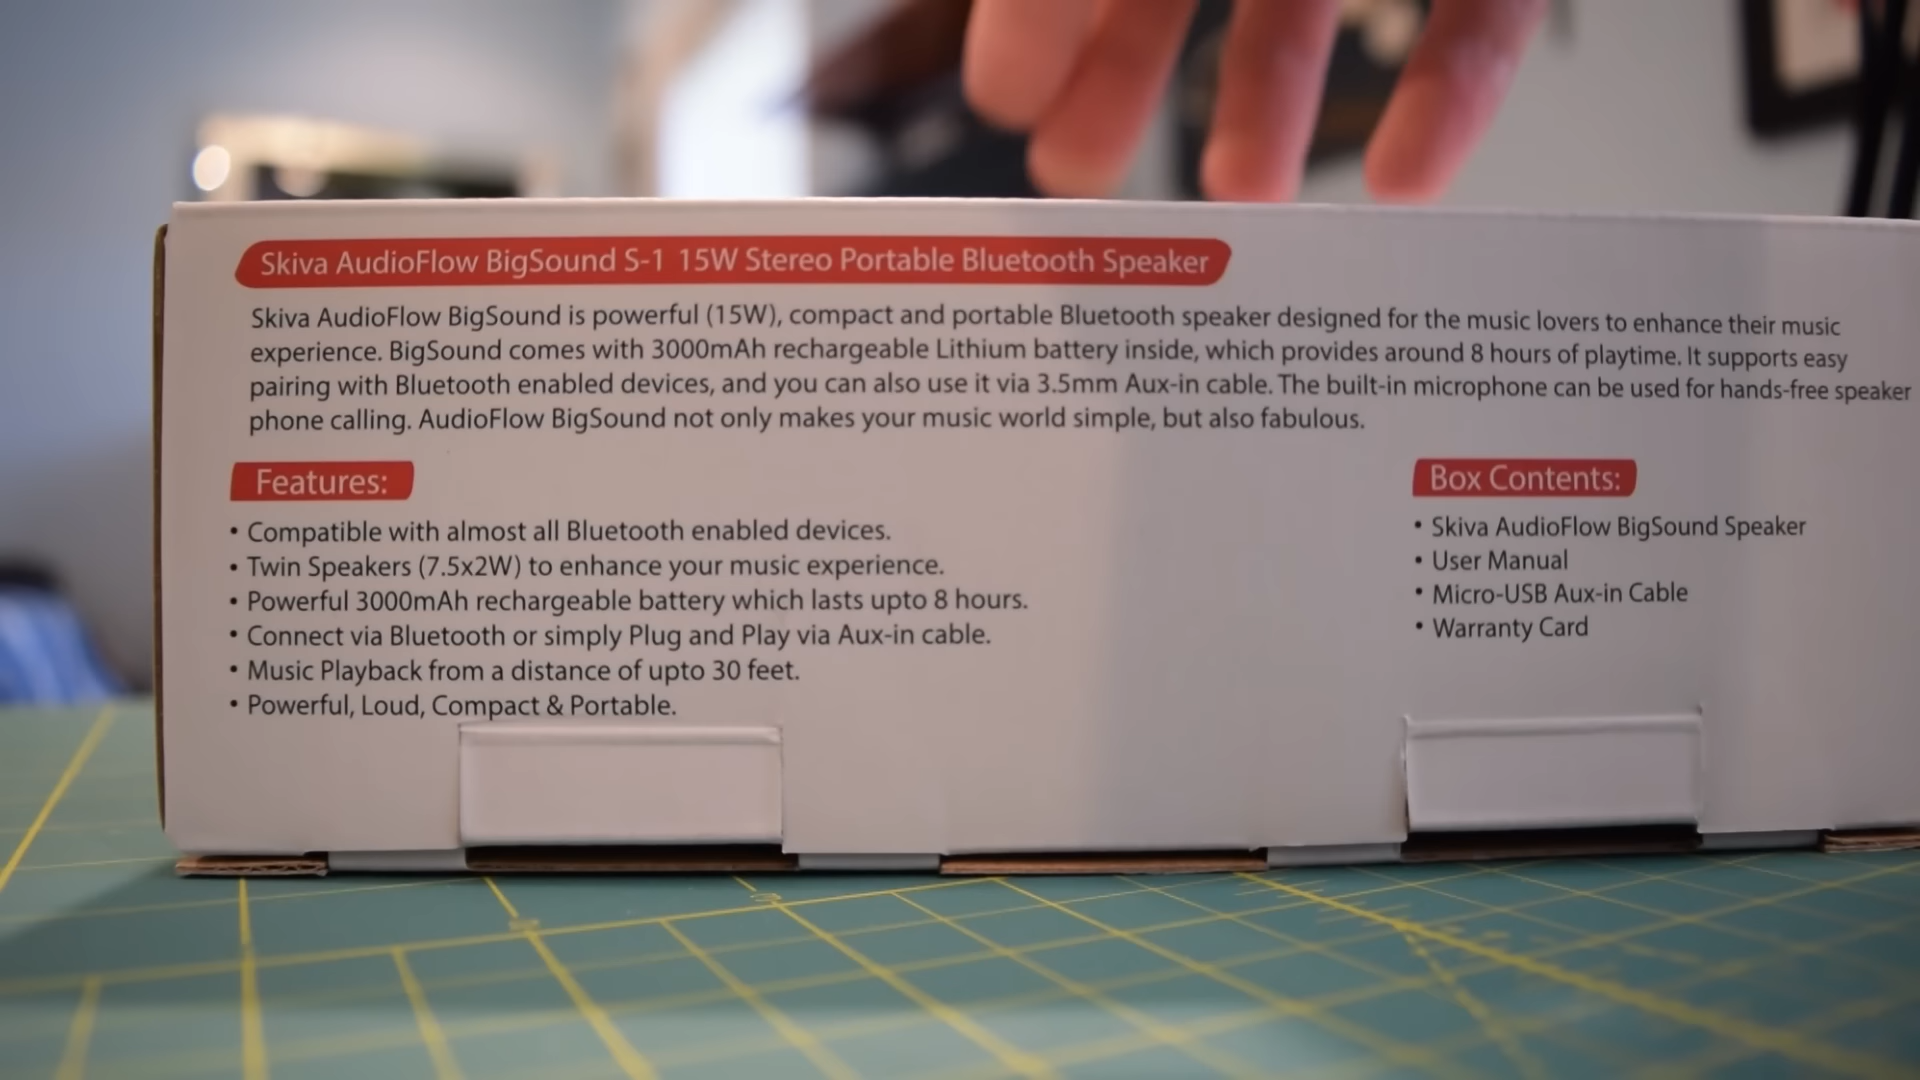 Skiva AudioFlow BigSound S-1 15W Stereo Portable Bluetooth Speaker
Skiva AudioFlow BigSound is powerful (15W), compact and portable Bluetooth speaker designed for the music lovers to enhance their music
experience. BigSound comes with 3000mAh rechargeable Lithium battery inside, which provides around 8 hours of playtime. It supports easy
pairing with Bluetooth enabled devices, and you can also use it via 3.5mm Aux-in cable. The built-in microphone can be used for hands-free speaker
phone calling. AudioFlow BigSound not only makes your music world simple, but also fabulous.
Features:
• Compatible with almost all Bluetooth enabled devices.
• Twin Speakers (7.5x2W) to enhance your music experience.
• Powerful 3000mAh rechargeable battery which lasts upto 8 hours.
• Connect via Bluetooth or simply Plug and Play via Aux-in cable.
• Music Playback from a distance of upto 30 feet.
• Powerful, Loud, Compact & Portable.
Box Contents:
• Skiva AudioFlow BigSound Speaker
• User Manual
• Micro-USB Aux-in Cable
• Warranty Card